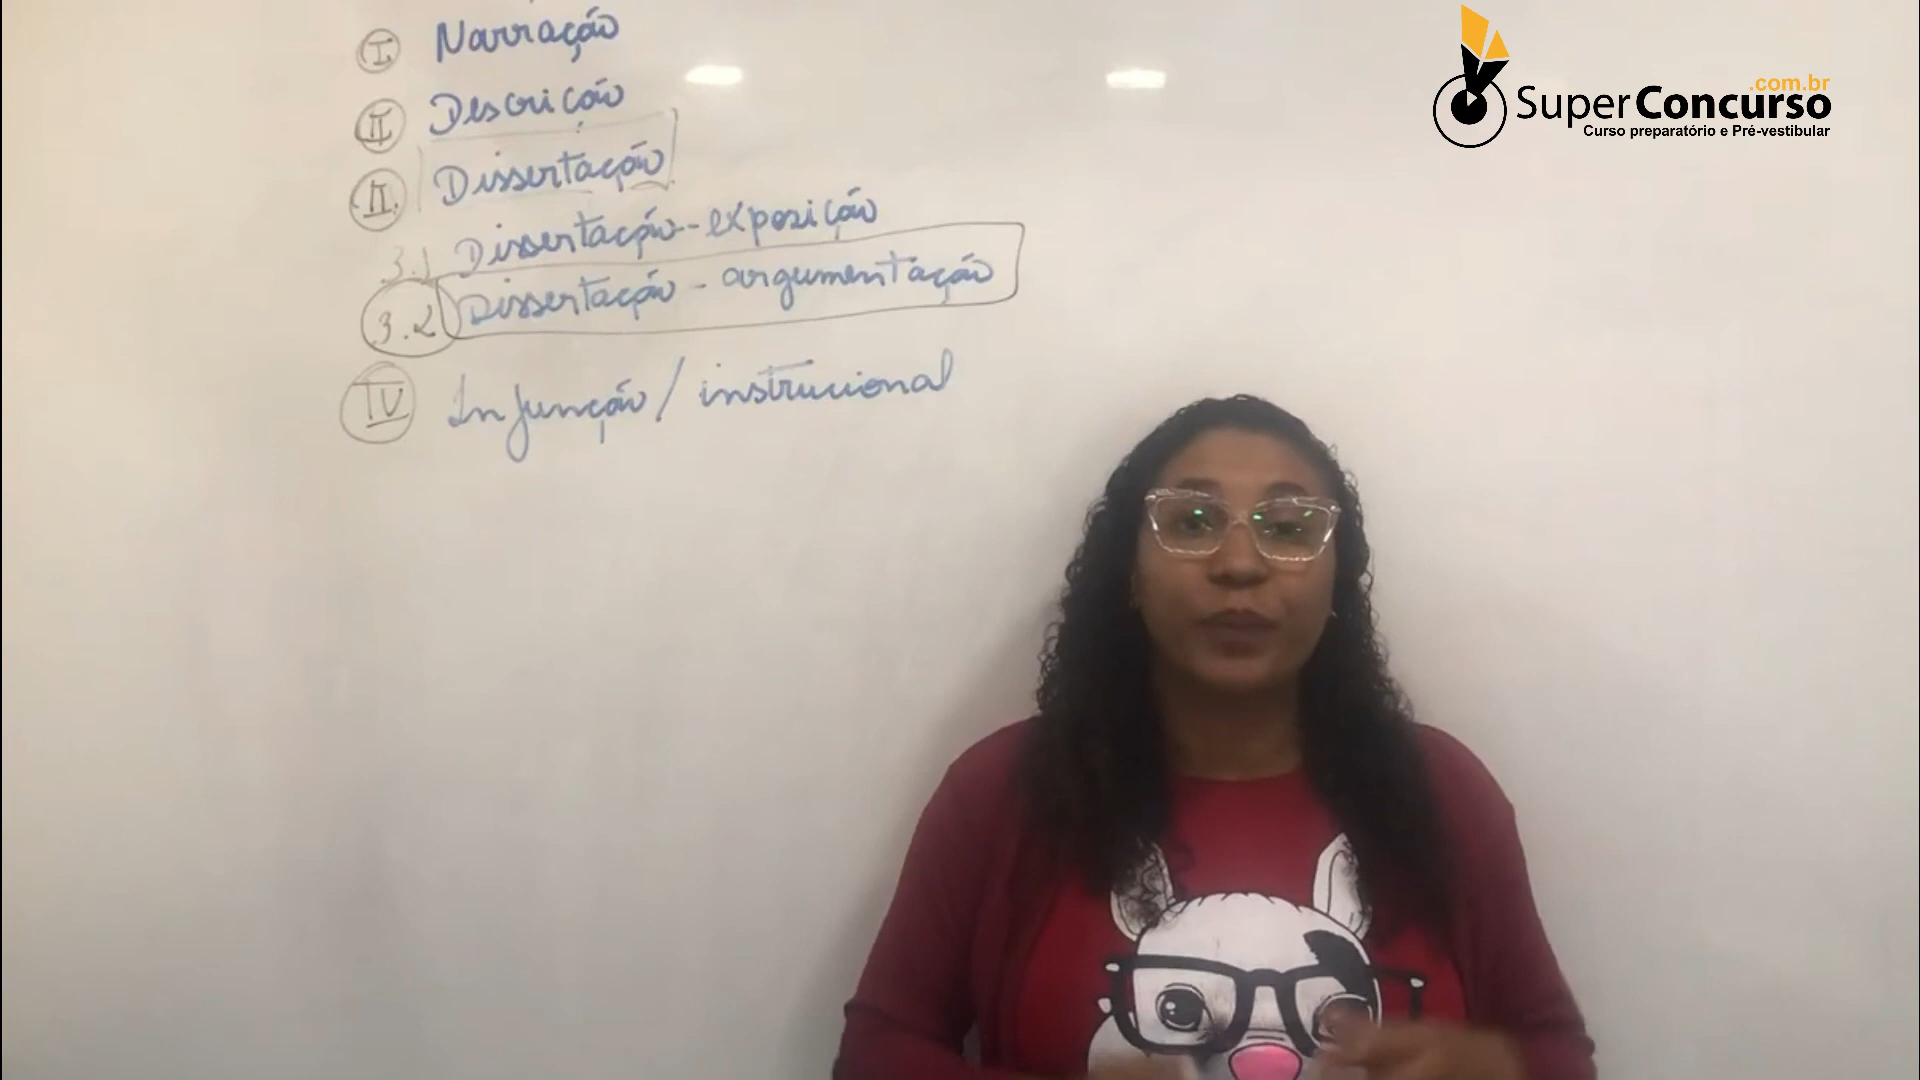 I. Narração
II. Descrição
II. Dissertação
3.1 Dissertação-exposição
3.2 Dissertação - argumentação
IV Injunção / instrucional
.com.br
SuperConcurso
Curso preparatório e Pré-vestibular